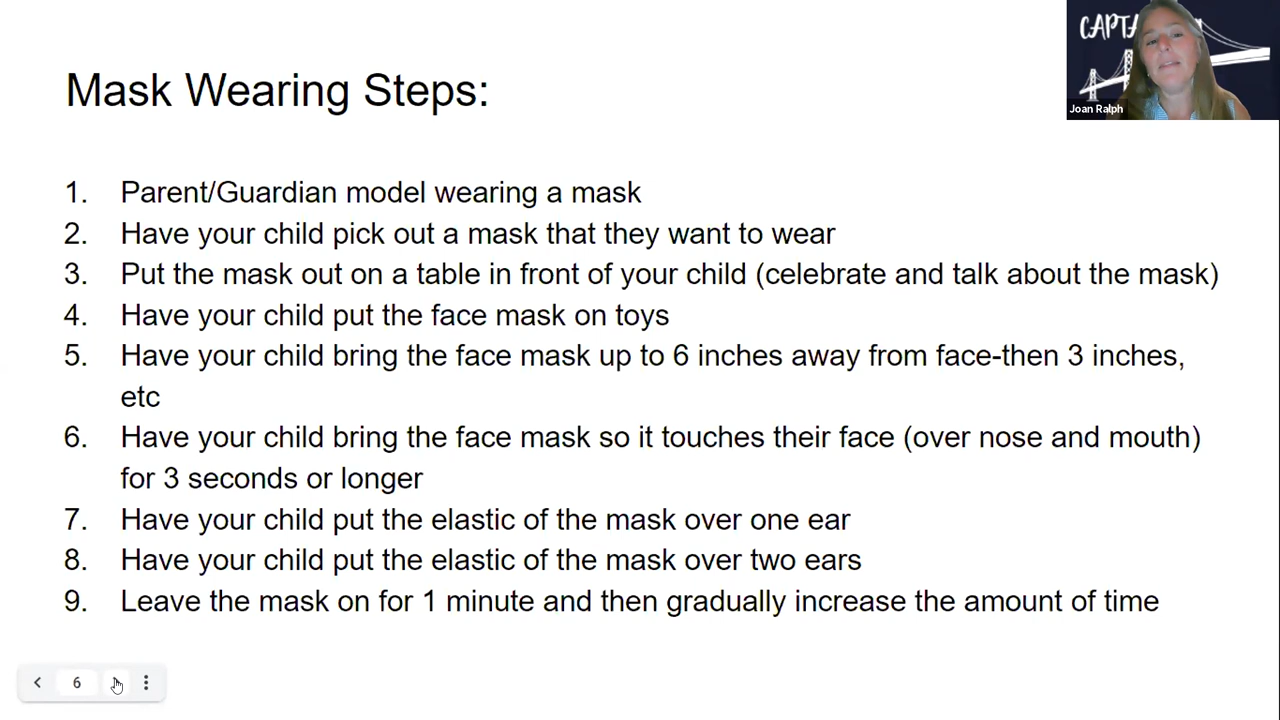 CAPTA
Joan Ralph
Mask Wearing Steps:
1. Parent/Guardian model wearing a mask
2. Have your child pick out a mask that they want to wear
3. Put the mask out on a table in front of your child (celebrate and talk about the mask)
4. Have your child put the face mask on toys
5. Have your child bring the face mask up to 6 inches away from face-then 3 inches,
etc
6. Have your child bring the face mask so it touches their face (over nose and mouth)
for 3 seconds or longer
7. Have your child put the elastic of the mask over one ear
8. Have your child put the elastic of the mask over two ears
9. Leave the mask on for 1 minute and then gradually increase the amount of time
6